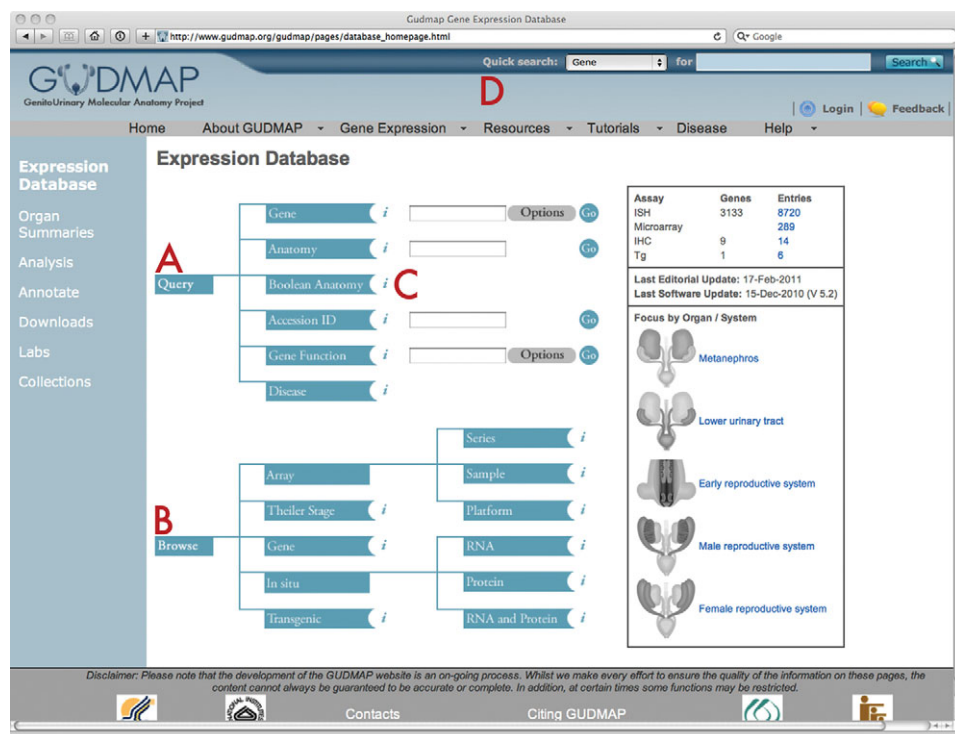 Gudmap Gene Expression Database
http://www.gudmap.org/gudmap/pages/database_homepage.html
Google
Quick search: Gene for Search
GUDMAP
GenitoUrinary Molecular Anatomy Project
D
Login | Feedback |
Home About GUDMAP Gene Expression Resources Tutorials Disease Help
Expression Database
Organ Summaries
Analysis
Annotate
Downloads
Labs
Collections
Expression Database
A
Query
Gene i Options Go
Anatomy i Go
Boolean Anatomy i C
Accession ID i Go
Gene Function i Options Go
Disease i
B
Browse
Array
Theiler Stage i
Gene i
In situ
Transgenic i
Series i
Sample i
Platform i
RNA i
Protein i
RNA and Protein i
Assay Genes Entries
ISH 3133 8720
Microarray 289
IHC 9 14
Tg 1 6
Last Editorial Update: 17-Feb-2011
Last Software Update: 15-Dec-2010 (V 5.2)
Focus by Organ / System
Metanephros
Lower urinary tract
Early reproductive system
Male reproductive system
Female reproductive system
Disclaimer: Please note that the development of the GUDMAP website is an on-going process. Whilst we make every effort to ensure the quality of the information on these pages, the
content cannot always be guaranteed to be accurate or complete. In addition, at certain times some functions may be restricted.
Contacts Citing GUDMAP